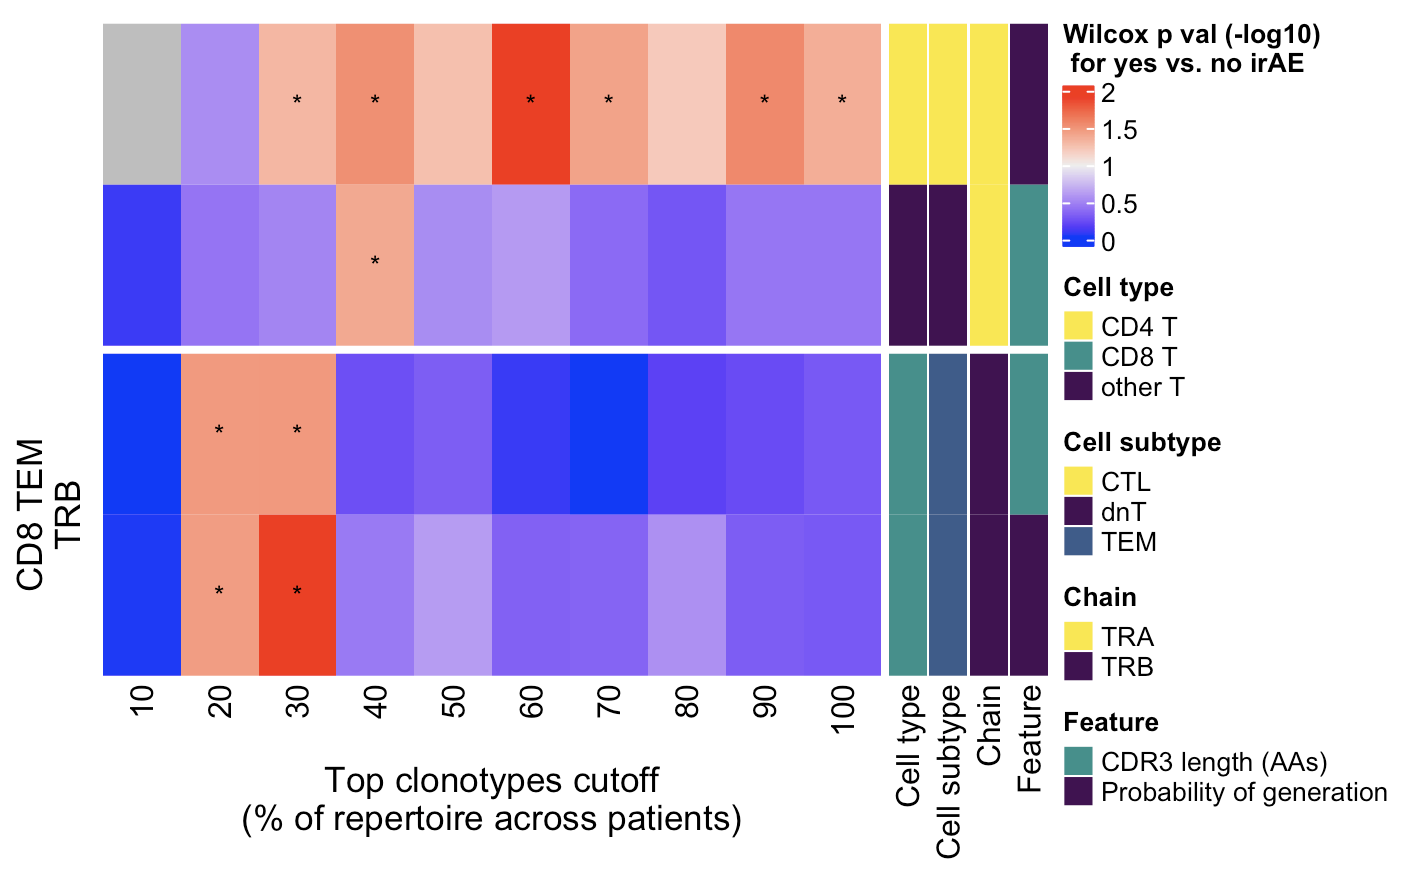 Wilcox p val (-log10)
for yes vs. no irAE
2
1.5
1
0.5
0
* * * * * *
*
* *
* *
CD8 TEM
TRB
10 20 30 40 50 60 70 80 90 100
Cell type
Cell subtype
Chain
Feature
Top clonotypes cutoff
(% of repertoire across patients)
Cell type
CD4 T
CD8 T
other T
Cell subtype
CTL
dnT
TEM
Chain
TRA
TRB
Feature
CDR3 length (AAs)
Probability of generation